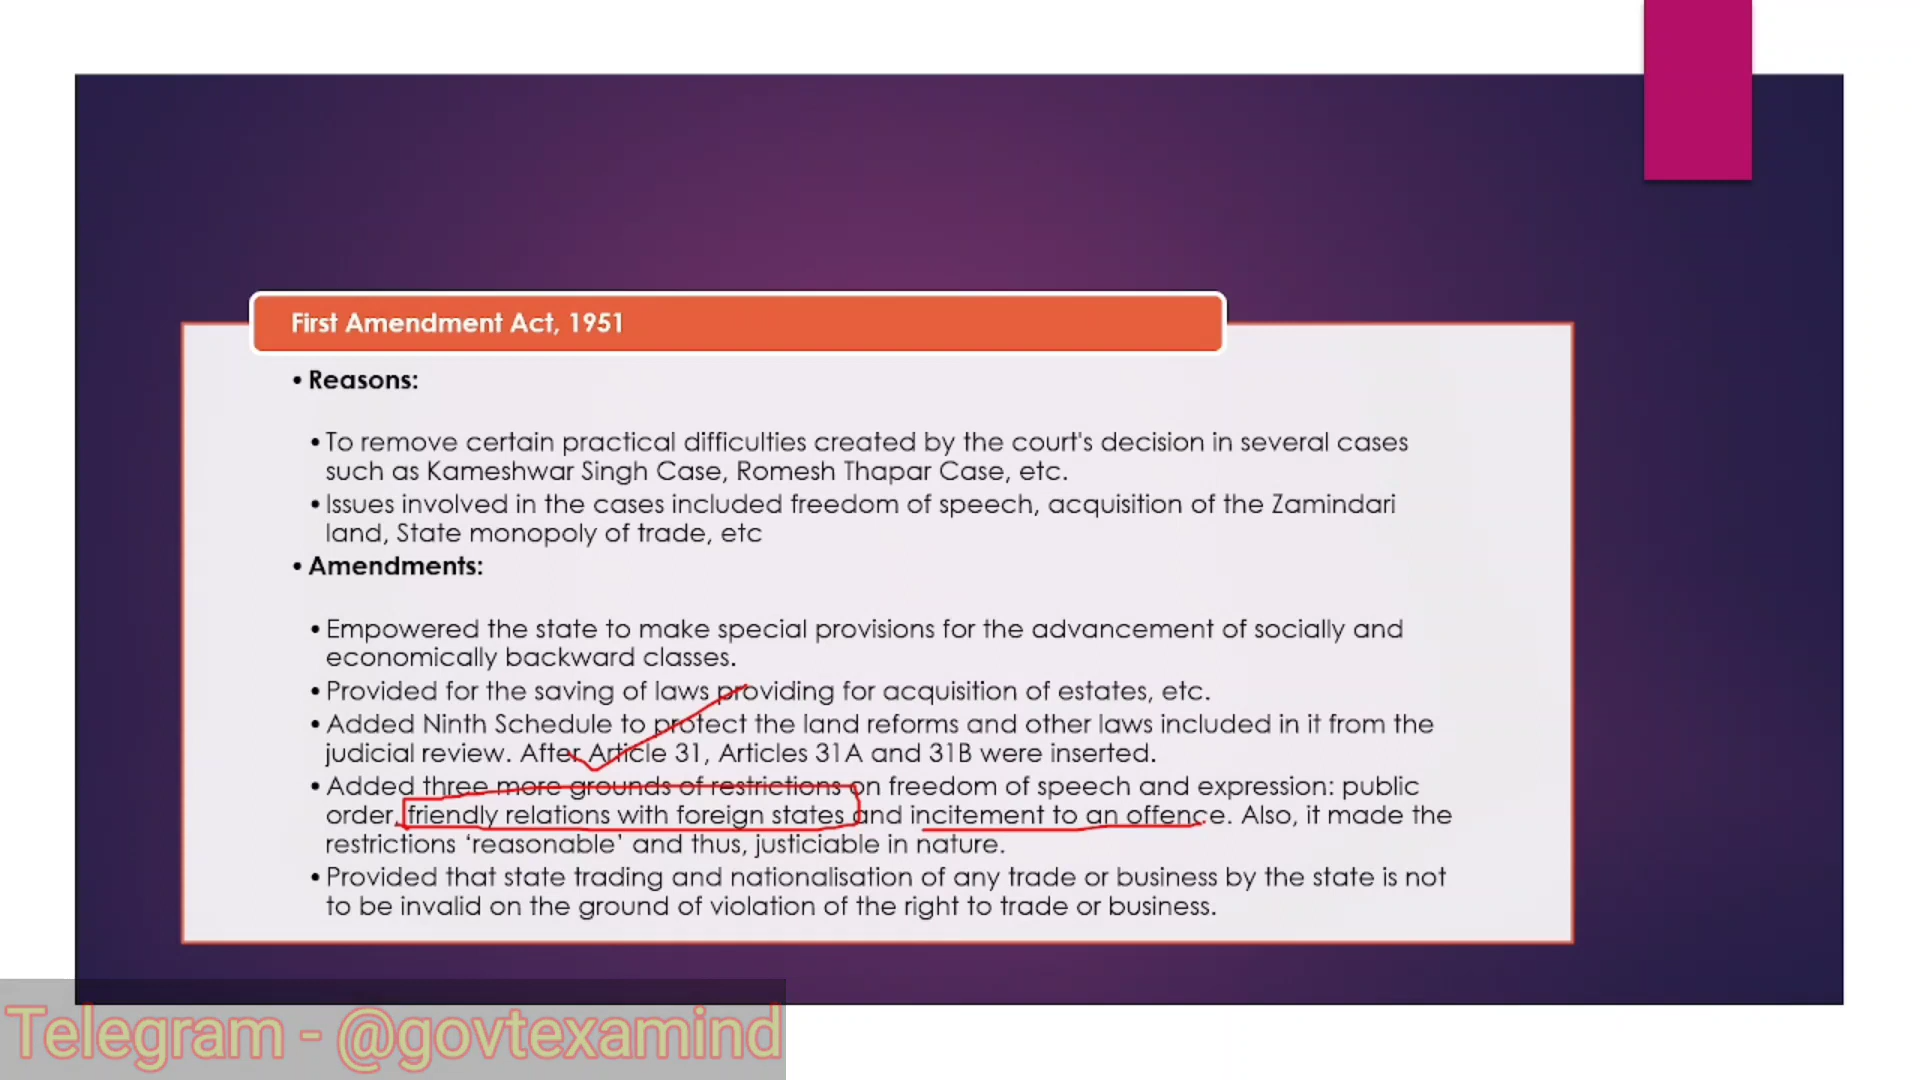 First Amendment Act, 1951
• Reasons:
• To remove certain practical difficulties created by the court's decision in several cases
such as Kameshwar Singh Case, Romesh Thapar Case, etc.
• Issues involved in the cases included freedom of speech, acquisition of the Zamindari
land, State monopoly of trade, etc
• Amendments:
• Empowered the state to make special provisions for the advancement of socially and
economically backward classes.
• Provided for the saving of laws providing for acquisition of estates, etc.
• Added Ninth Schedule to protect the land reforms and other laws included in it from the
judicial review. After Article 31, Articles 31A and 31B were inserted.
• Added three more grounds of restrictions on freedom of speech and expression: public
order, friendly relations with foreign states and incitement to an offence. Also, it made the
restrictions ‘reasonable’ and thus, justiciable in nature.
• Provided that state trading and nationalisation of any trade or business by the state is not
to be invalid on the ground of violation of the right to trade or business.
Telegram - @govtexamind